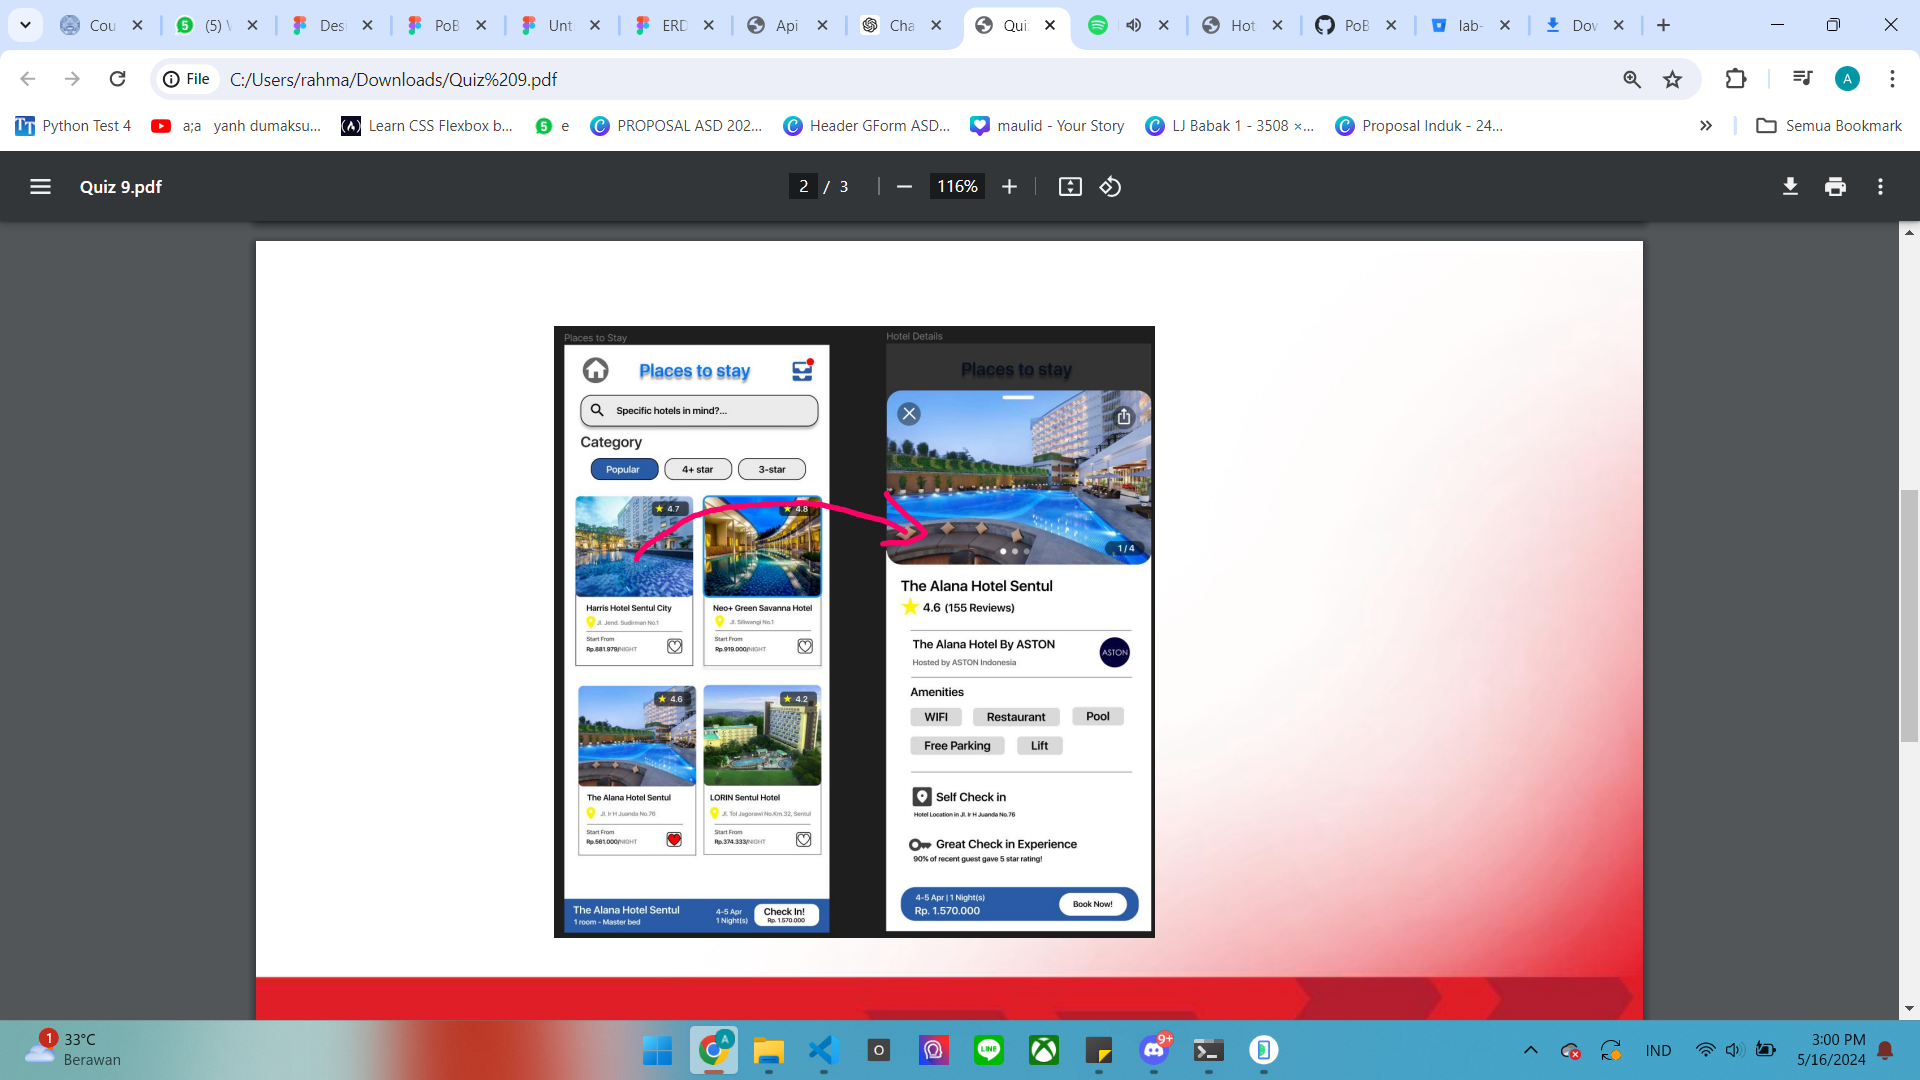 Cou
(5) V
Desi
PoB
Unti
ERD
Api
Cha
Quiz
Hot
PoB
lab-
Dow
File
C:/Users/rahma/Downloads/Quiz%209.pdf
A
Python Test 4
a;a yanh dumaksu...
Learn CSS Flexbox b...
e
PROPOSAL ASD 202...
Header GForm ASD...
maulid - Your Story
LJ Babak 1 - 3508 ×...
Proposal Induk - 24...
Semua Bookmark
Quiz 9.pdf
2 / 3
116%
Places to Stay
Places to stay
Specific hotels in mind?...
Category
Popular
4+ star
3-star
4.7
4.8
Harris Hotel Sentul City
Jl. Jend. Sudirman No.1
Start From
Rp.881.979/NIGHT
Neo+ Green Savanna Hotel
Jl. Siliwangi No.1
Start From
Rp.919.000/NIGHT
4.6
4.2
The Alana Hotel Sentul
Jl. Ir H Juanda No.76
Start From
Rp.561.000/NIGHT
LORIN Sentul Hotel
Jl. Tol Jagorawi No.Km.32, Sentul
Start From
Rp.374.333/NIGHT
The Alana Hotel Sentul
1 room - Master bed
4-5 Apr
1 Night(s)
Check In!
Rp. 1.570.000
Hotel Details
Places to stay
1 / 4
The Alana Hotel Sentul
4.6 (155 Reviews)
The Alana Hotel By ASTON
Hosted by ASTON Indonesia
ASTON
Amenities
WIFI
Restaurant
Pool
Free Parking
Lift
Self Check in
Hotel Location in Jl. Ir H Juanda No.76
Great Check in Experience
90% of recent guest gave 5 star rating!
4-5 Apr | 1 Night(s)
Rp. 1.570.000
Book Now!
1
33°C
Berawan
A
LINE
9+
IND
3:00 PM
5/16/2024